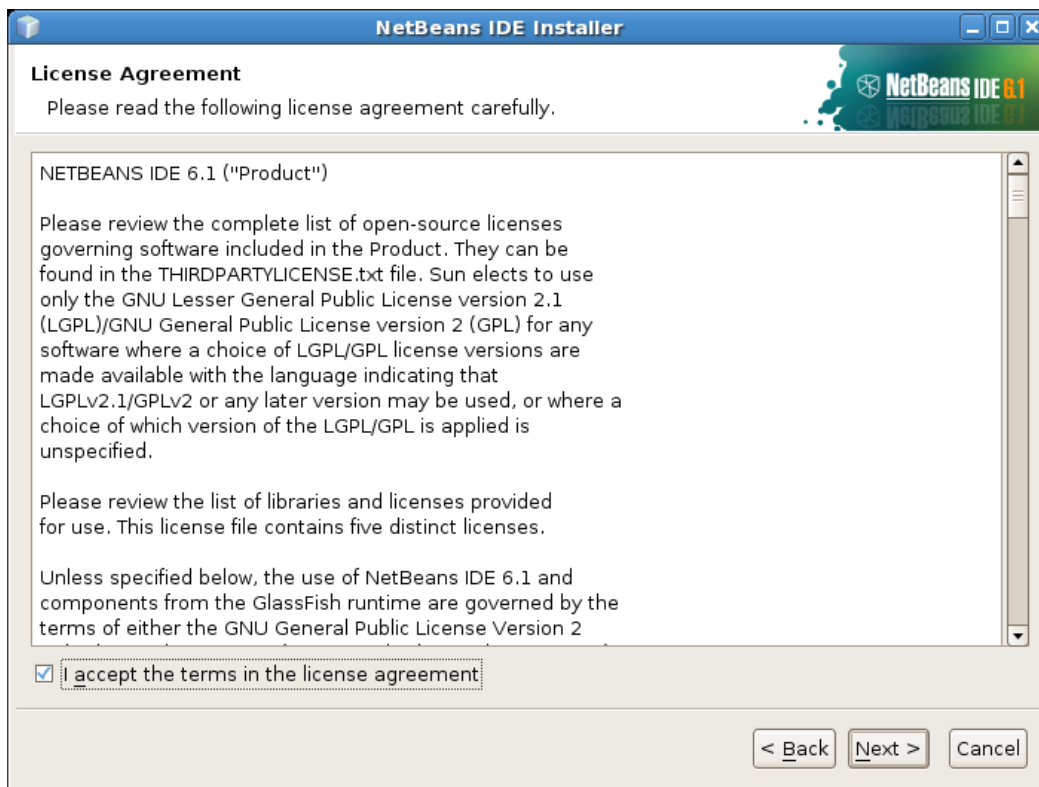 NetBeans IDE Installer
License Agreement
Please read the following license agreement carefully.
NetBeans IDE 6.1
NETBEANS IDE 6.1 ("Product")
Please review the complete list of open-source licenses
governing software included in the Product. They can be
found in the THIRDPARTYLICENSE.txt file. Sun elects to use
only the GNU Lesser General Public License version 2.1
(LGPL)/GNU General Public License version 2 (GPL) for any
software where a choice of LGPL/GPL license versions are
made available with the language indicating that
LGPLv2.1/GPLv2 or any later version may be used, or where a
choice of which version of the LGPL/GPL is applied is
unspecified.
Please review the list of libraries and licenses provided
for use. This license file contains five distinct licenses.
Unless specified below, the use of NetBeans IDE 6.1 and
components from the GlassFish runtime are governed by the
terms of either the GNU General Public License Version 2
I accept the terms in the license agreement
< Back
Next >
Cancel